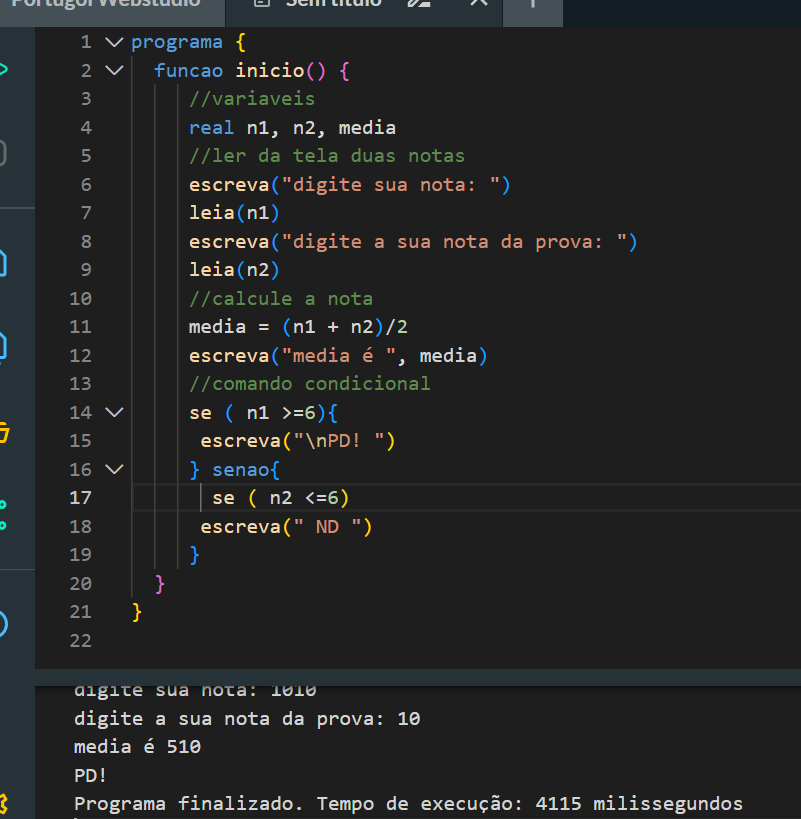 Portugol Webstudio Sem título
1 programa {
2 funcao inicio() {
3 //variaveis
4 real n1, n2, media
5 //ler da tela duas notas
6 escreva("digite sua nota: ")
7 leia(n1)
8 escreva("digite a sua nota da prova: ")
9 leia(n2)
10 //calcule a nota
11 media = (n1 + n2)/2
12 escreva("media é ", media)
13 //comando condicional
14 se ( n1 >=6){
15 escreva("\nPD! ")
16 } senao{
17 se ( n2 <=6)
18 escreva(" ND ")
19 }
20 }
21 }
22
digite sua nota: 1010
digite a sua nota da prova: 10
media é 510
PD!
Programa finalizado. Tempo de execução: 4115 milissegundos